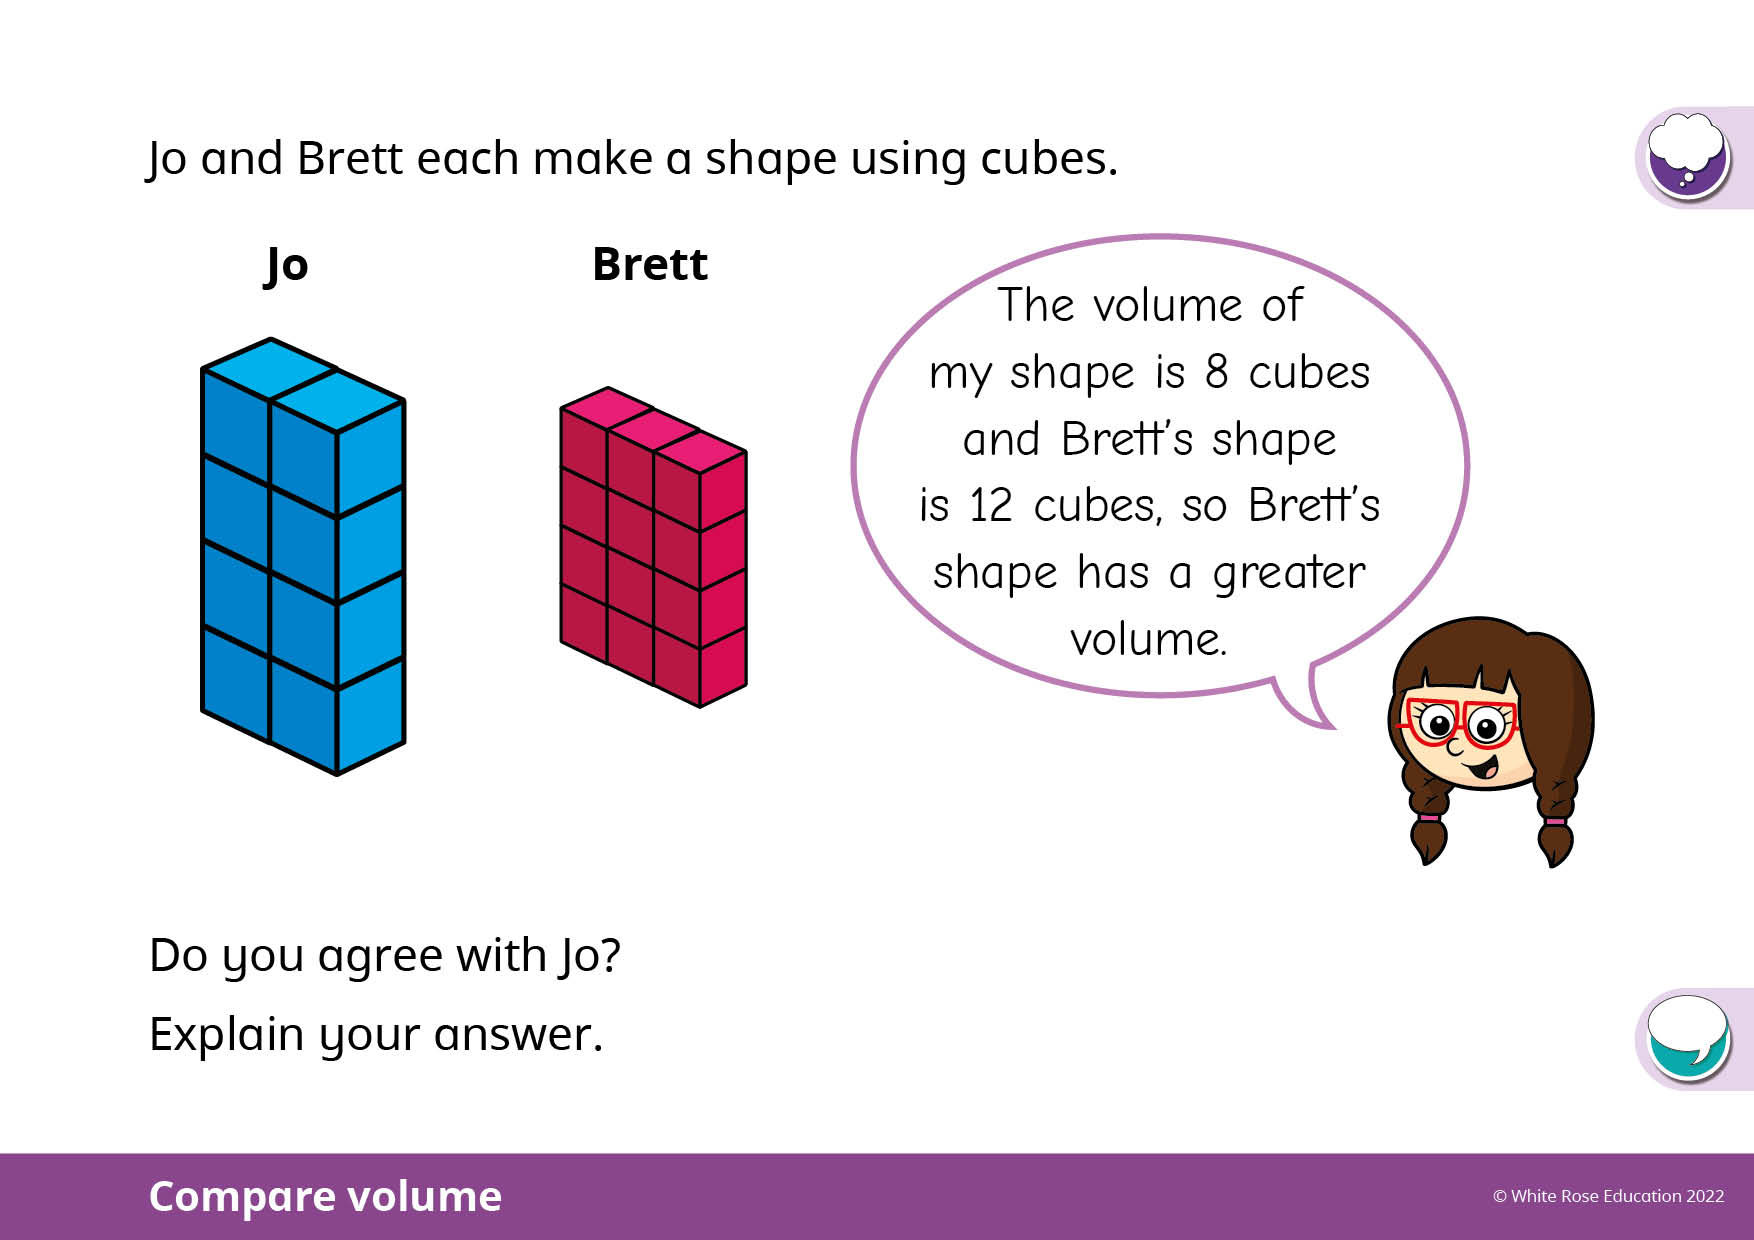 Jo and Brett each make a shape using cubes.
Jo
Brett
The volume of
my shape is 8 cubes
and Brett’s shape
is 12 cubes, so Brett’s
shape has a greater
volume.
Do you agree with Jo?
Explain your answer.
Compare volume
© White Rose Education 2022